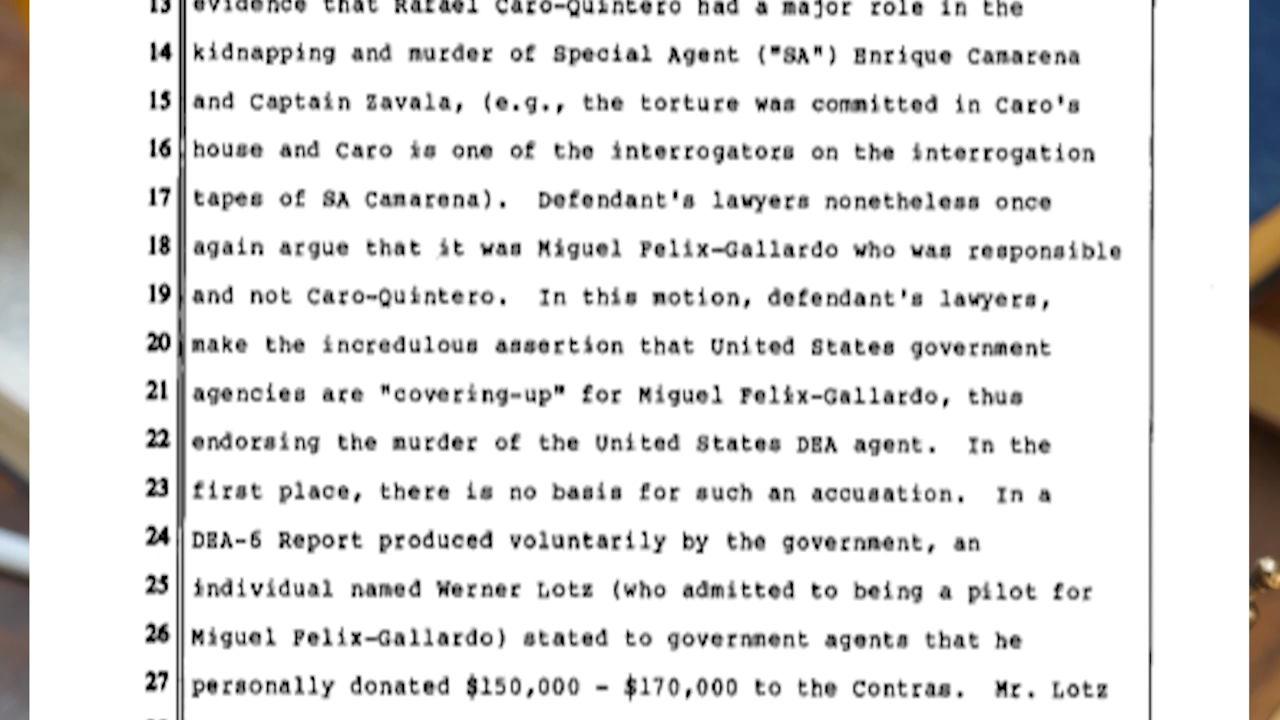 13 evidence that Rafael Caro-Quintero had a major role in the
14 kidnapping and murder of Special Agent ("SA") Enrique Camarena
15 and Captain Zavala, (e.g., the torture was committed in Caro's
16 house and Caro is one of the interrogators on the interrogation
17 tapes of SA Camarena). Defendant's lawyers nonetheless once
18 again argue that it was Miguel Felix-Gallardo who was responsible
19 and not Caro-Quintero. In this motion, defendant's lawyers,
20 make the incredulous assertion that United States government
21 agencies are "covering-up" for Miguel Felix-Gallardo, thus
22 endorsing the murder of the United States DEA agent. In the
23 first place, there is no basis for such an accusation. In a
24 DEA-6 Report produced voluntarily by the government, an
25 individual named Werner Lotz (who admitted to being a pilot for
26 Miguel Felix-Gallardo) stated to government agents that he
27 personally donated $150,000 - $170,000 to the Contras. Mr. Lotz